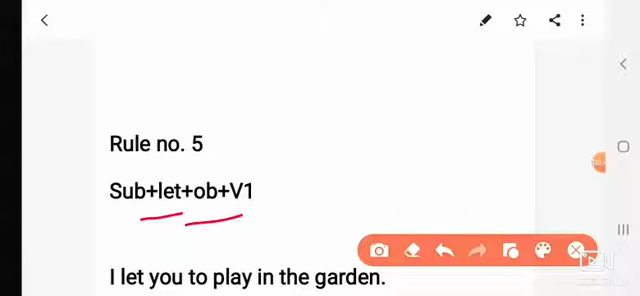 Rule no. 5
Sub+let+ob+V1
I let you to play in the garden.